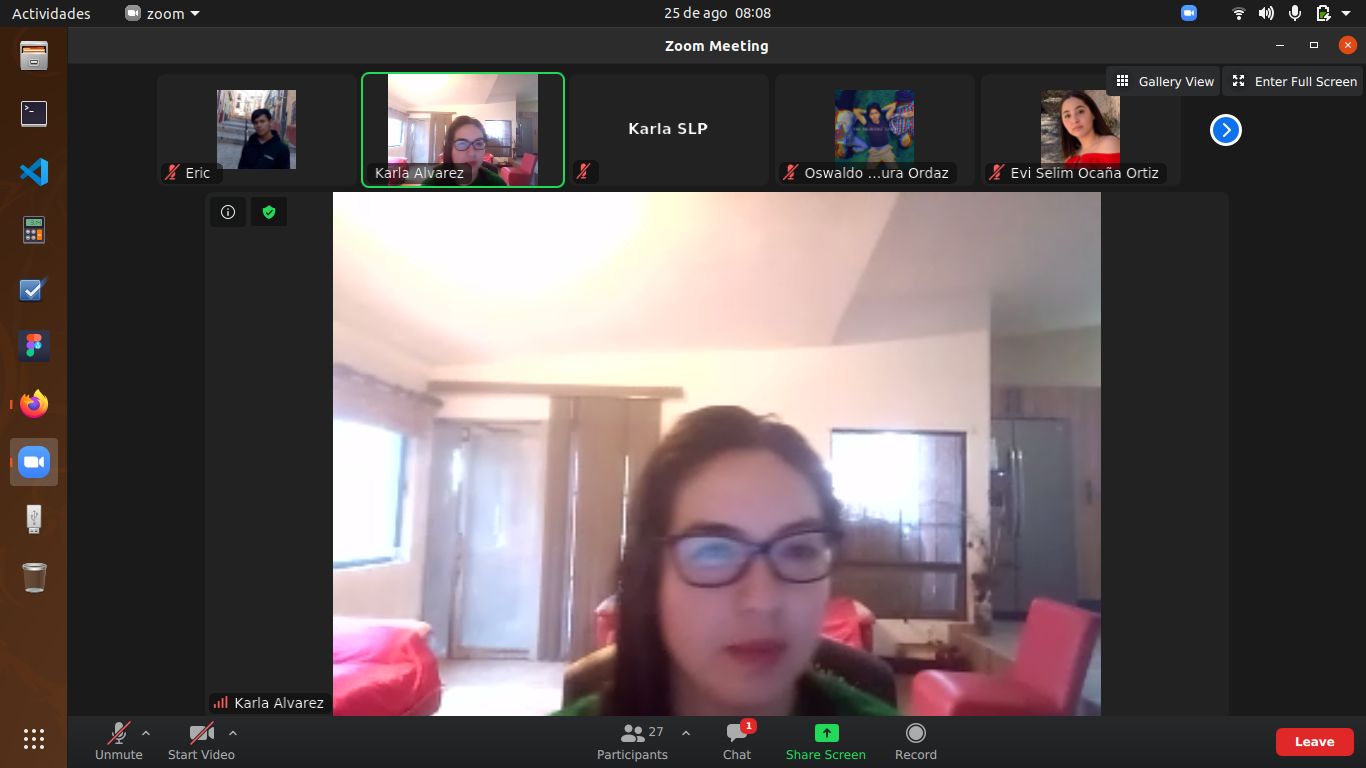 Actividades
zoom
25 de ago 08:08
Zoom Meeting
Gallery View
Enter Full Screen
Karla SLP
Eric
Karla Alvarez
Oswaldo ...ura Ordaz
Evi Selim Ocaña Ortiz
Karla Alvarez
Unmute
Start Video
Participants
27
Chat
1
Share Screen
Record
Leave